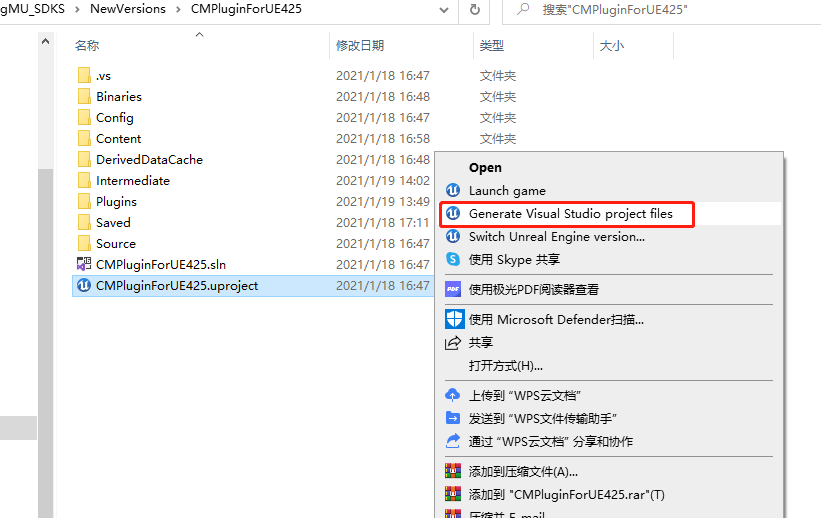 gMU_SDKS > NewVersions > CMPluginForUE425
搜索"CMPluginForUE425"
名称 修改日期 类型 大小
.vs 2021/1/18 16:47 文件夹
Binaries 2021/1/18 16:48 文件夹
Config 2021/1/18 16:47 文件夹
Content 2021/1/18 16:58 文件夹
DerivedDataCache 2021/1/18 16:48
Intermediate 2021/1/19 14:02
Plugins 2021/1/19 13:49
Saved 2021/1/18 17:11
Source 2021/1/18 16:47
CMPluginForUE425.sln 2021/1/18 16:47
CMPluginForUE425.uproject 2021/1/18 16:47
Open
Launch game
Generate Visual Studio project files
Switch Unreal Engine version...
使用 Skype 共享
使用极光PDF阅读器查看
使用 Microsoft Defender扫描...
共享
打开方式(H)...
上传到 “WPS云文档”
发送到 “WPS文件传输助手”
通过 “WPS云文档” 分享和协作
添加到压缩文件(A)...
添加到 "CMPluginForUE425.rar"(T)
压缩并 E-mail